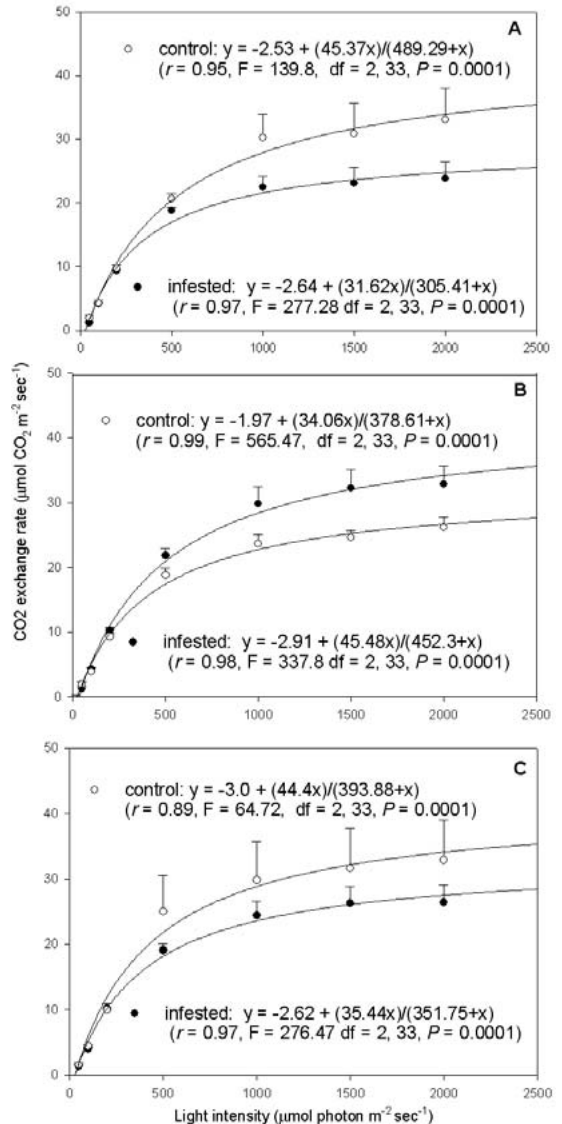 50
A
control: y = -2.53 + (45.37x)/(489.29+x)
(r = 0.95, F = 139.8, df = 2, 33, P = 0.0001)
40
30
20
10
infested: y = -2.64 + (31.62x)/(305.41+x)
(r = 0.97, F = 277.28 df = 2, 33, P = 0.0001)
0
0 500 1000 1500 2000 2500
CO2 exchange rate (µmol CO₂ m⁻² sec⁻¹)
50
B
control: y = -1.97 + (34.06x)/(378.61+x)
(r = 0.99, F = 565.47, df = 2, 33, P = 0.0001)
40
30
20
10
infested: y = -2.91 + (45.48x)/(452.3+x)
(r = 0.98, F = 337.8 df = 2, 33, P = 0.0001)
0
0 500 1000 1500 2000 2500
50
C
control: y = -3.0 + (44.4x)/(393.88+x)
(r = 0.89, F = 64.72, df = 2, 33, P = 0.0001)
40
30
20
10
infested: y = -2.62 + (35.44x)/(351.75+x)
(r = 0.97, F = 276.47 df = 2, 33, P = 0.0001)
0
0 500 1000 1500 2000 2500
Light intensity (µmol photon m⁻² sec⁻¹)